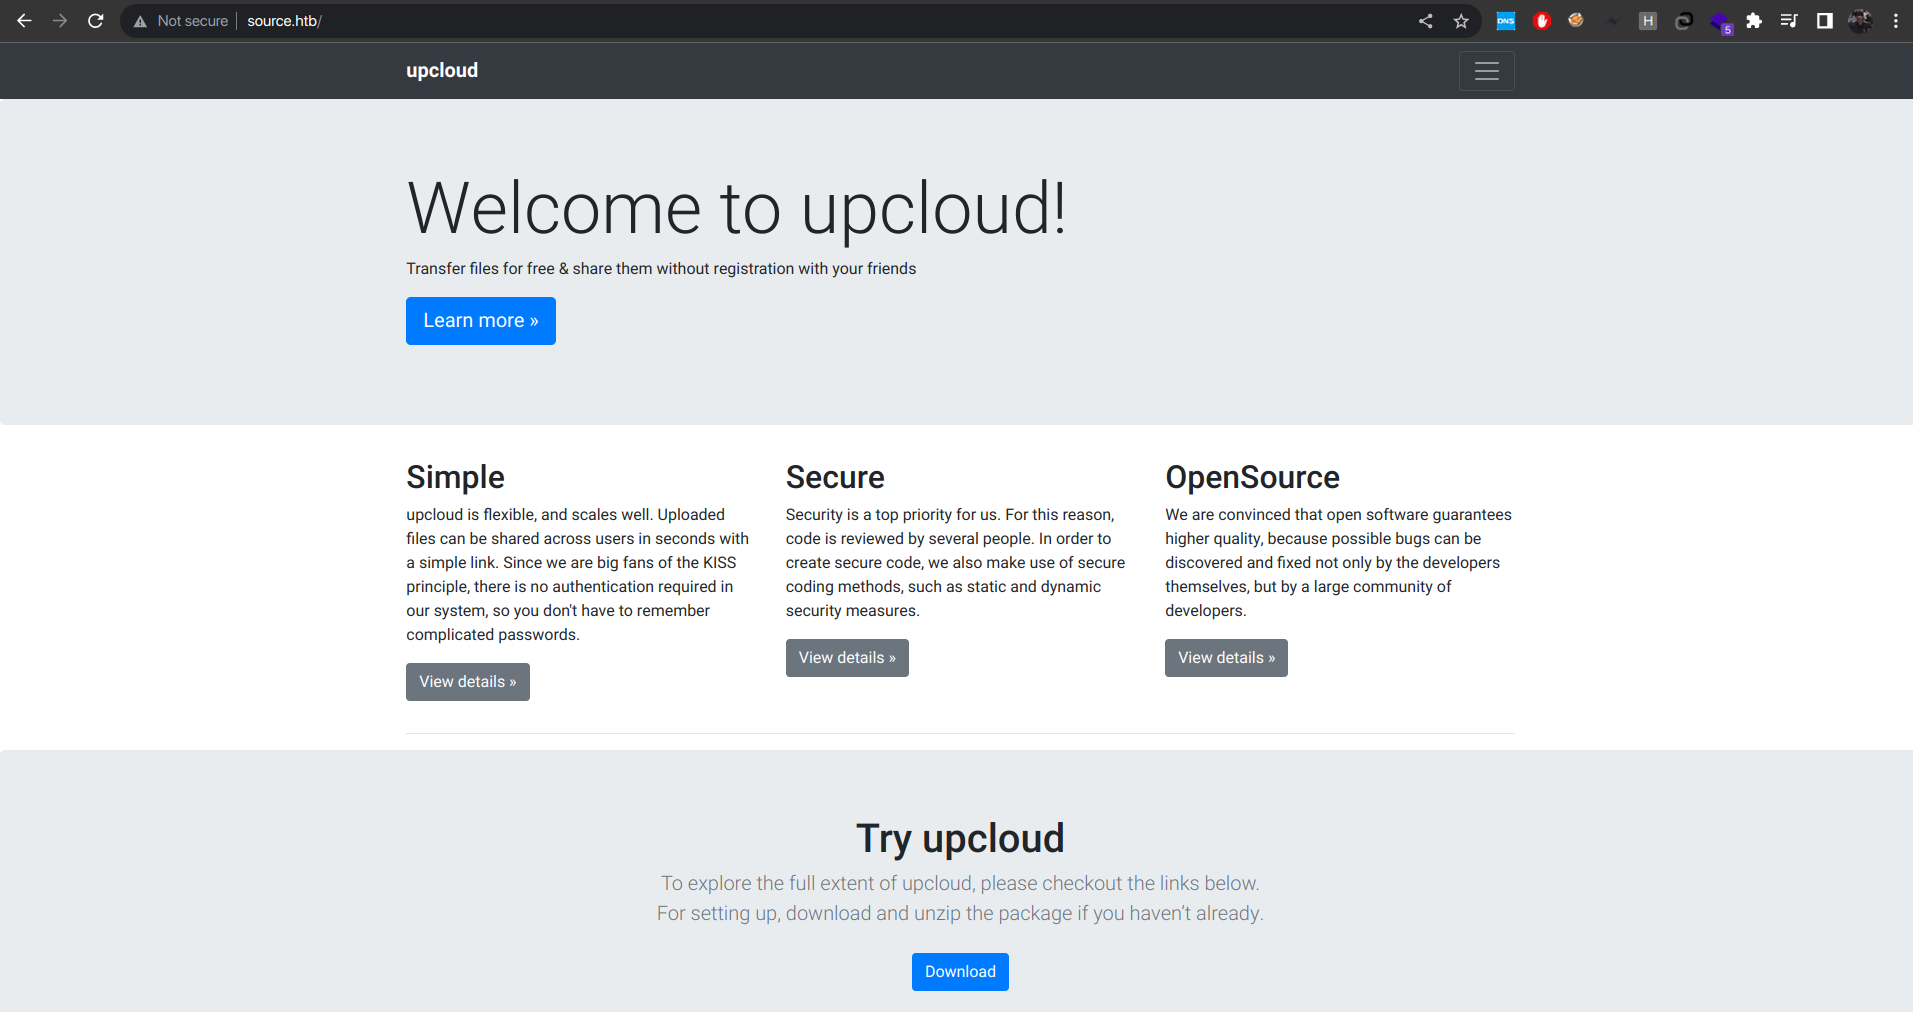 Not secure | source.htb/
DNS
H
5
upcloud
Welcome to upcloud!
Transfer files for free & share them without registration with your friends
Learn more »
Simple
upcloud is flexible, and scales well. Uploaded
files can be shared across users in seconds with
a simple link. Since we are big fans of the KISS
principle, there is no authentication required in
our system, so you don't have to remember
complicated passwords.
View details »
Secure
Security is a top priority for us. For this reason,
code is reviewed by several people. In order to
create secure code, we also make use of secure
coding methods, such as static and dynamic
security measures.
View details »
OpenSource
We are convinced that open software guarantees
higher quality, because possible bugs can be
discovered and fixed not only by the developers
themselves, but by a large community of
developers.
View details »
Try upcloud
To explore the full extent of upcloud, please checkout the links below.
For setting up, download and unzip the package if you haven’t already.
Download